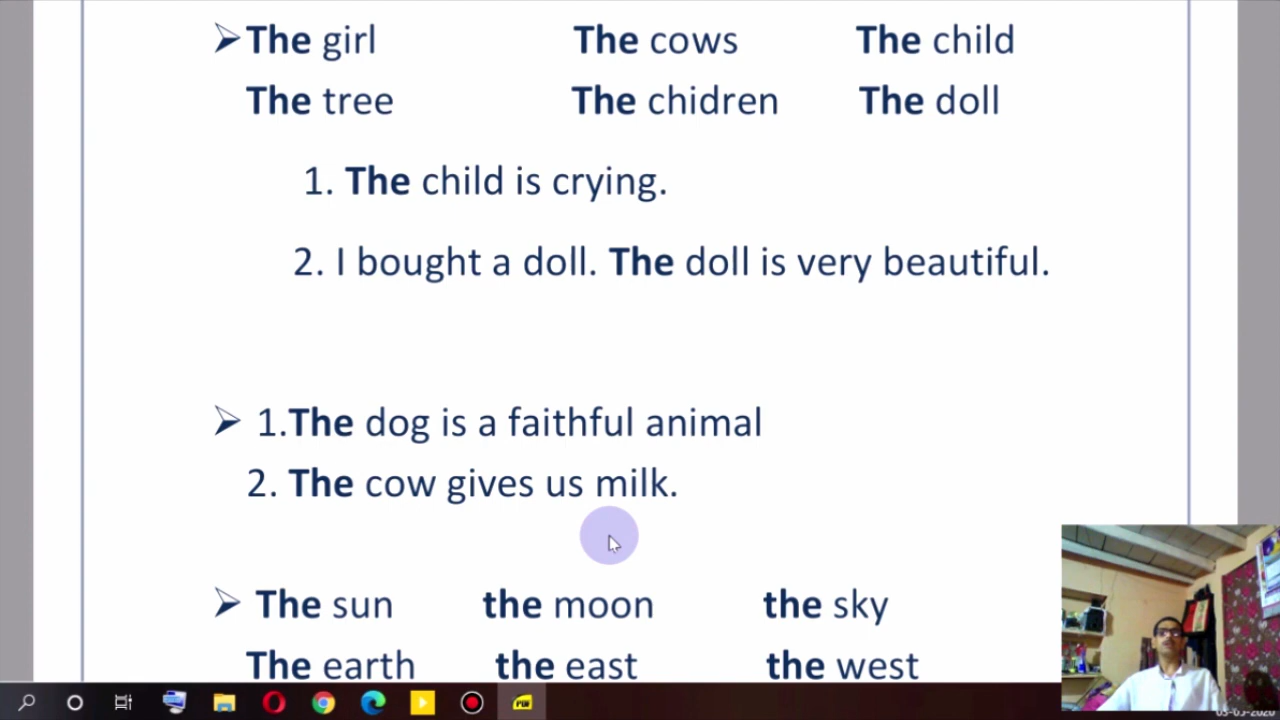 ➢The girl The cows The child
The tree The chidren The doll
1. The child is crying.
2. I bought a doll. The doll is very beautiful.
➢ 1.The dog is a faithful animal
2. The cow gives us milk.
➢ The sun the moon the sky
The earth the east the west